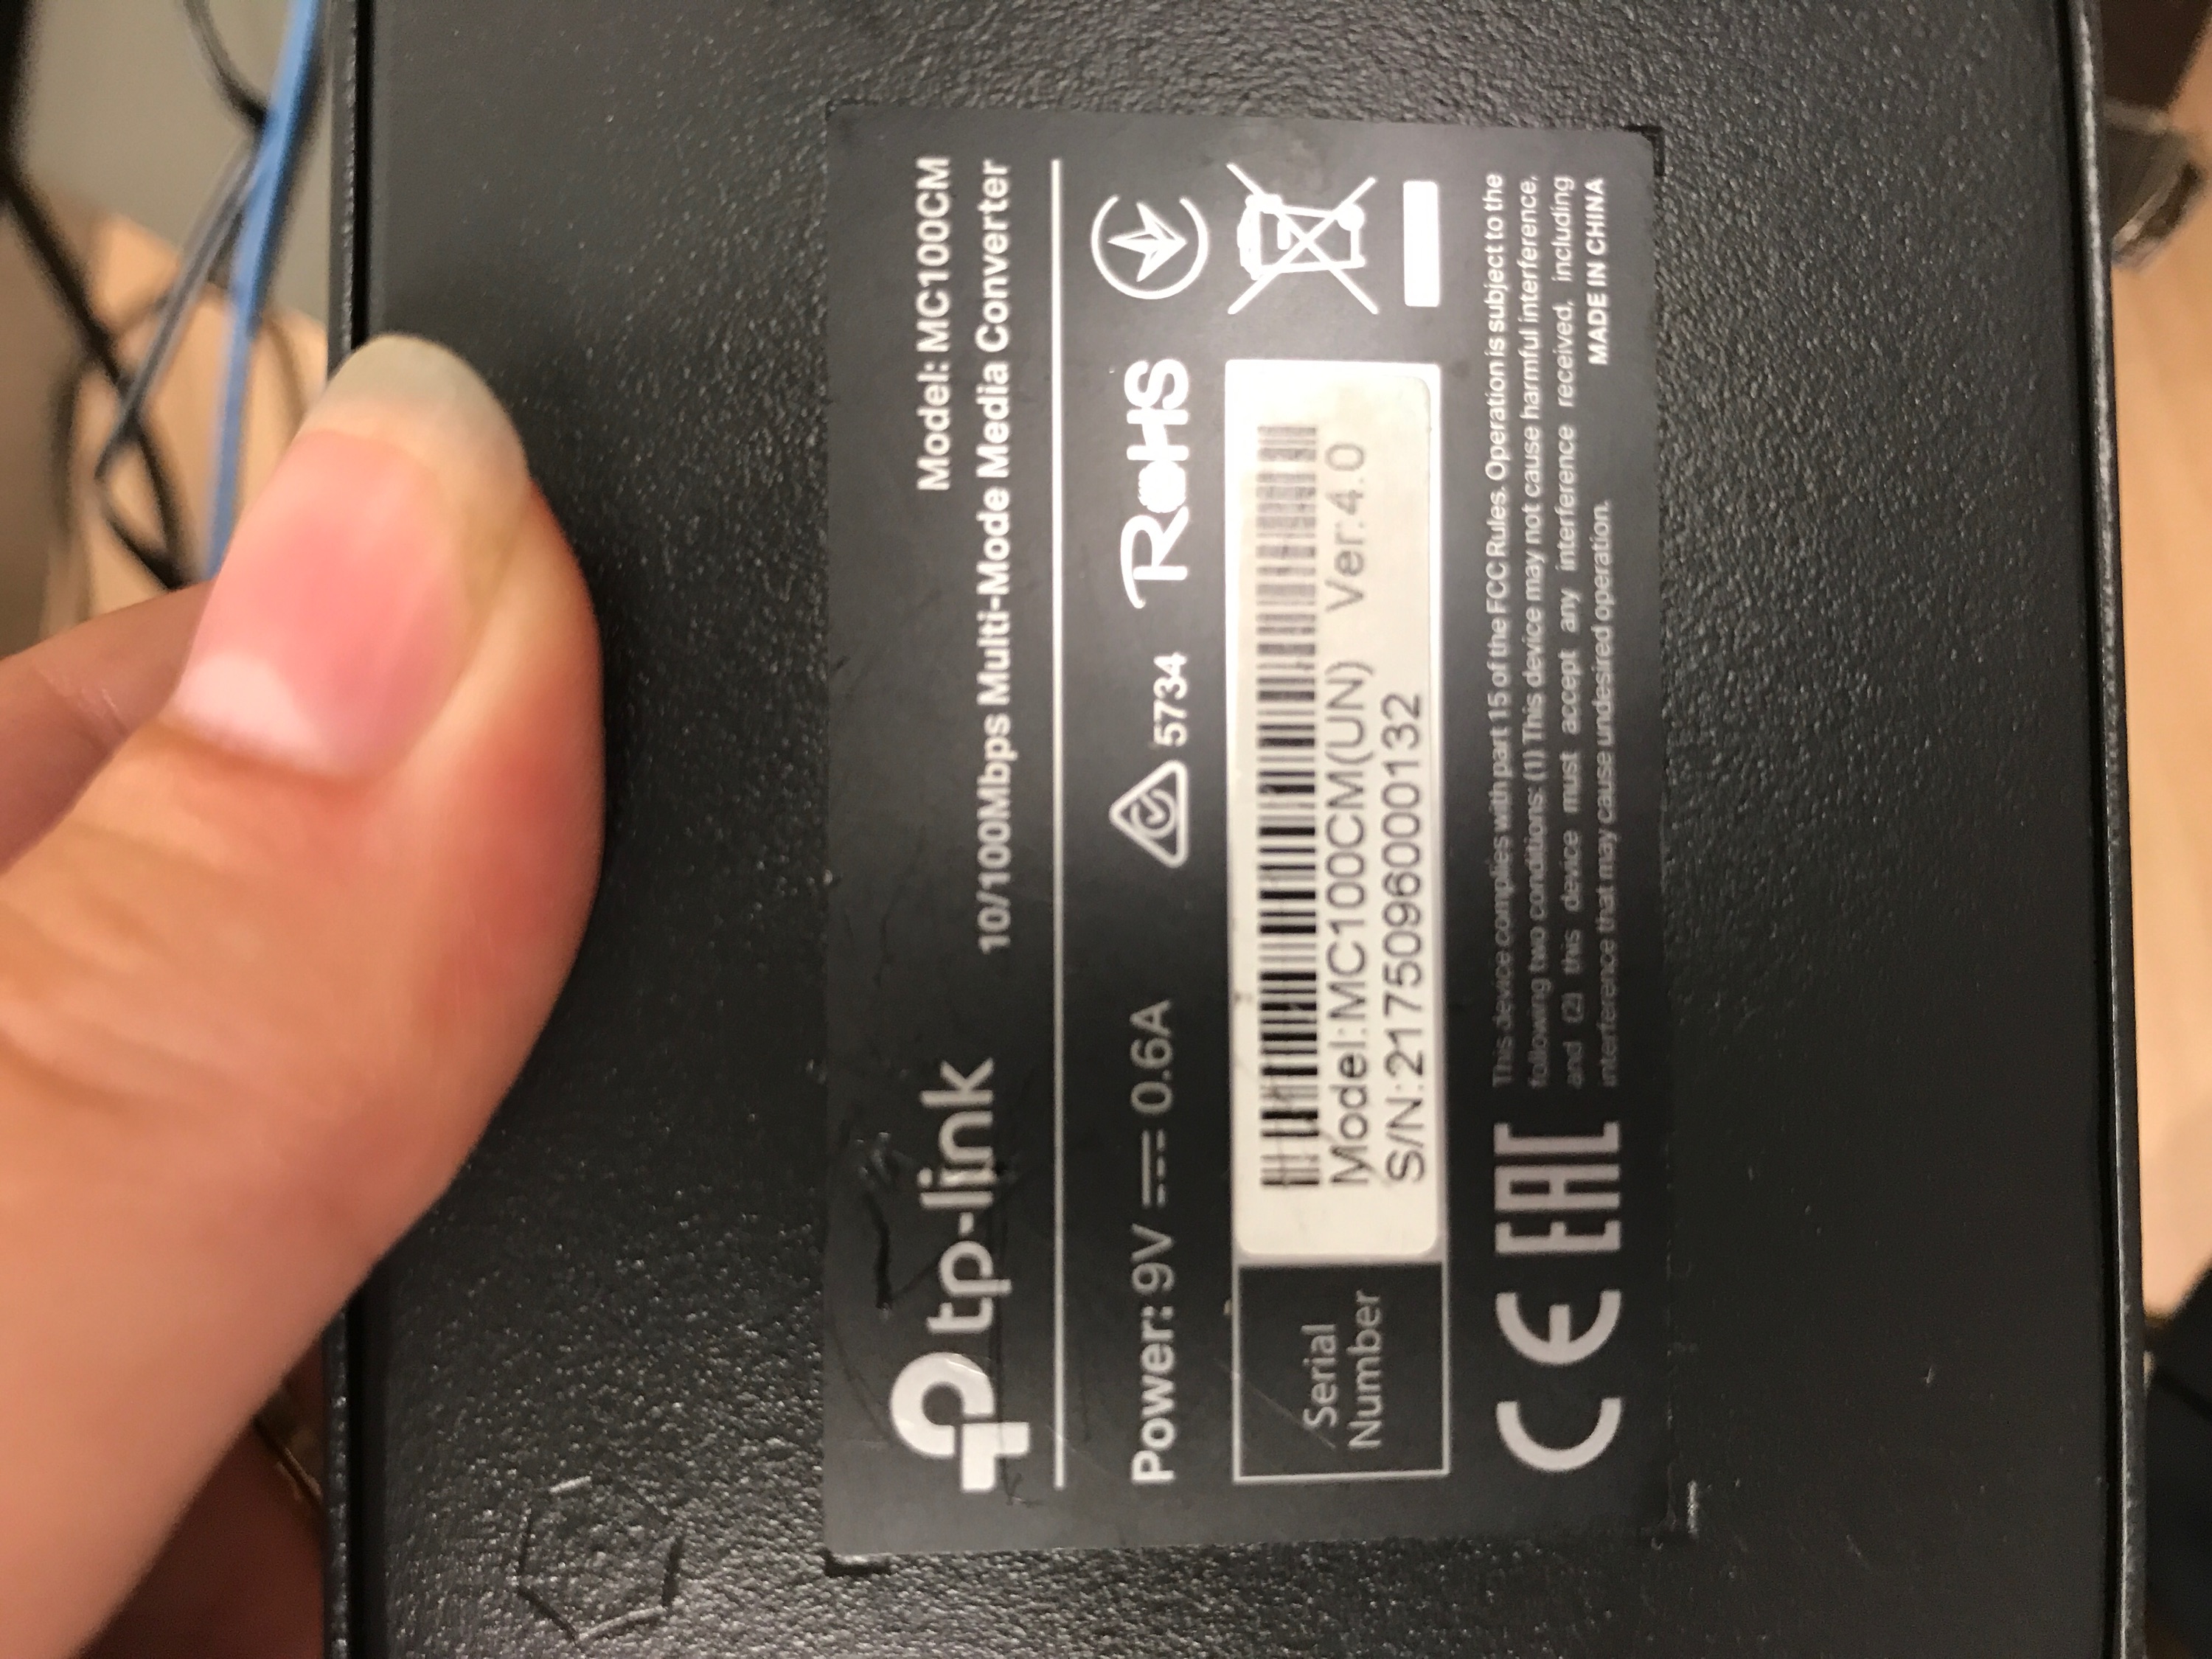 tp-link
Model: MC100CM
10/100Mbps Multi-Mode Media Converter
Power: 9V ⎓ 0.6A
5734
RoHS
Serial
Number
Model:MC100CM(UN) Ver:4.0
S/N:2175096000132
CE EAC
This device complies with part 15 of the FCC Rules. Operation is subject to the
following two conditions: (1) This device may not cause harmful interference,
and (2) this device must accept any interference received, including
interference that may cause undesired operation.
MADE IN CHINA